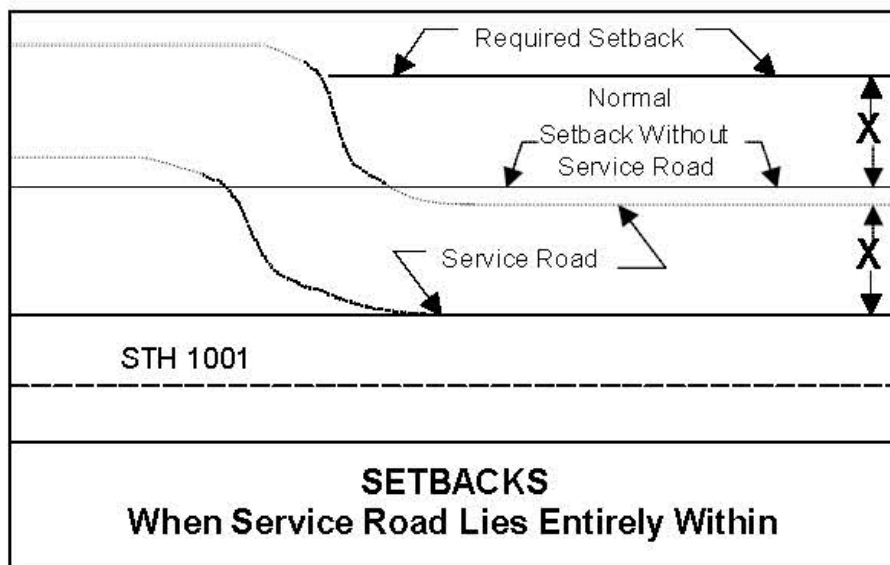 Required Setback
Normal
Setback Without
Service Road
X
Service Road
X
STH 1001
SETBACKS
When Service Road Lies Entirely Within